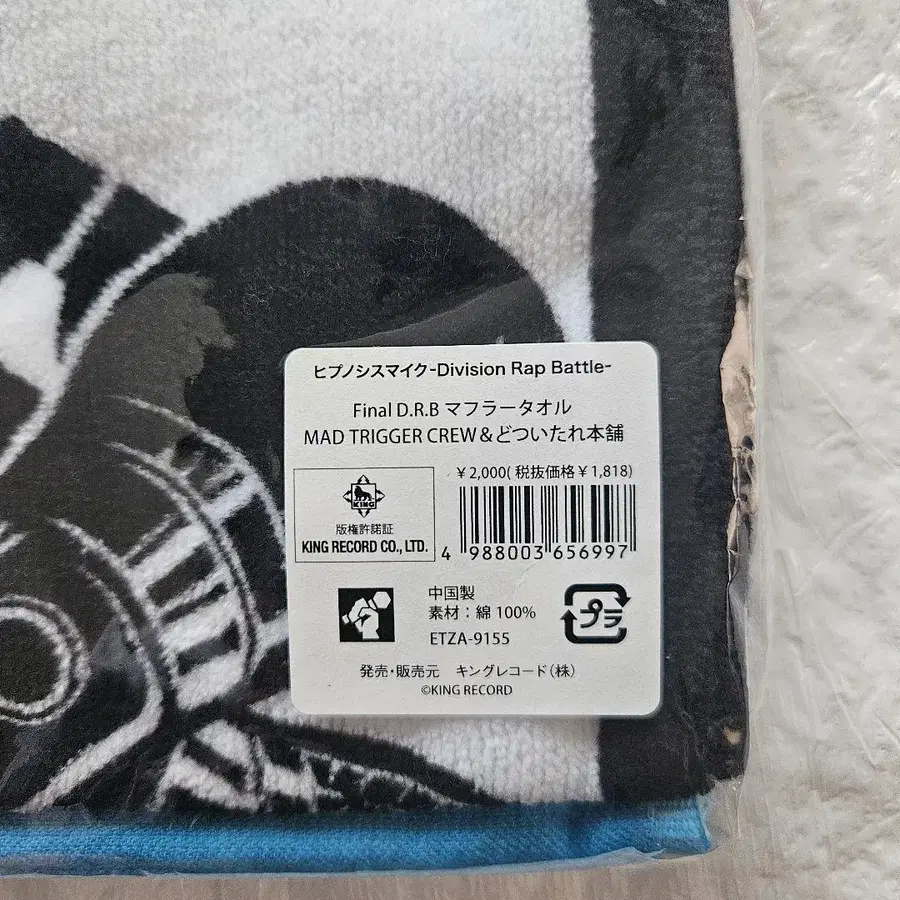 ヒプノシスマイク-Division Rap Battle-
Final D.R.B マフラータオル
MAD TRIGGER CREW＆どついたれ本舗
￥2,000(税抜価格￥1,818)
KING
版権許諾証
KING RECORD CO., LTD.
4 988003 656997
中国製
素材：綿 100%
ETZA-9155
プラ
発売・販売元 キングレコード(株)
©KING RECORD